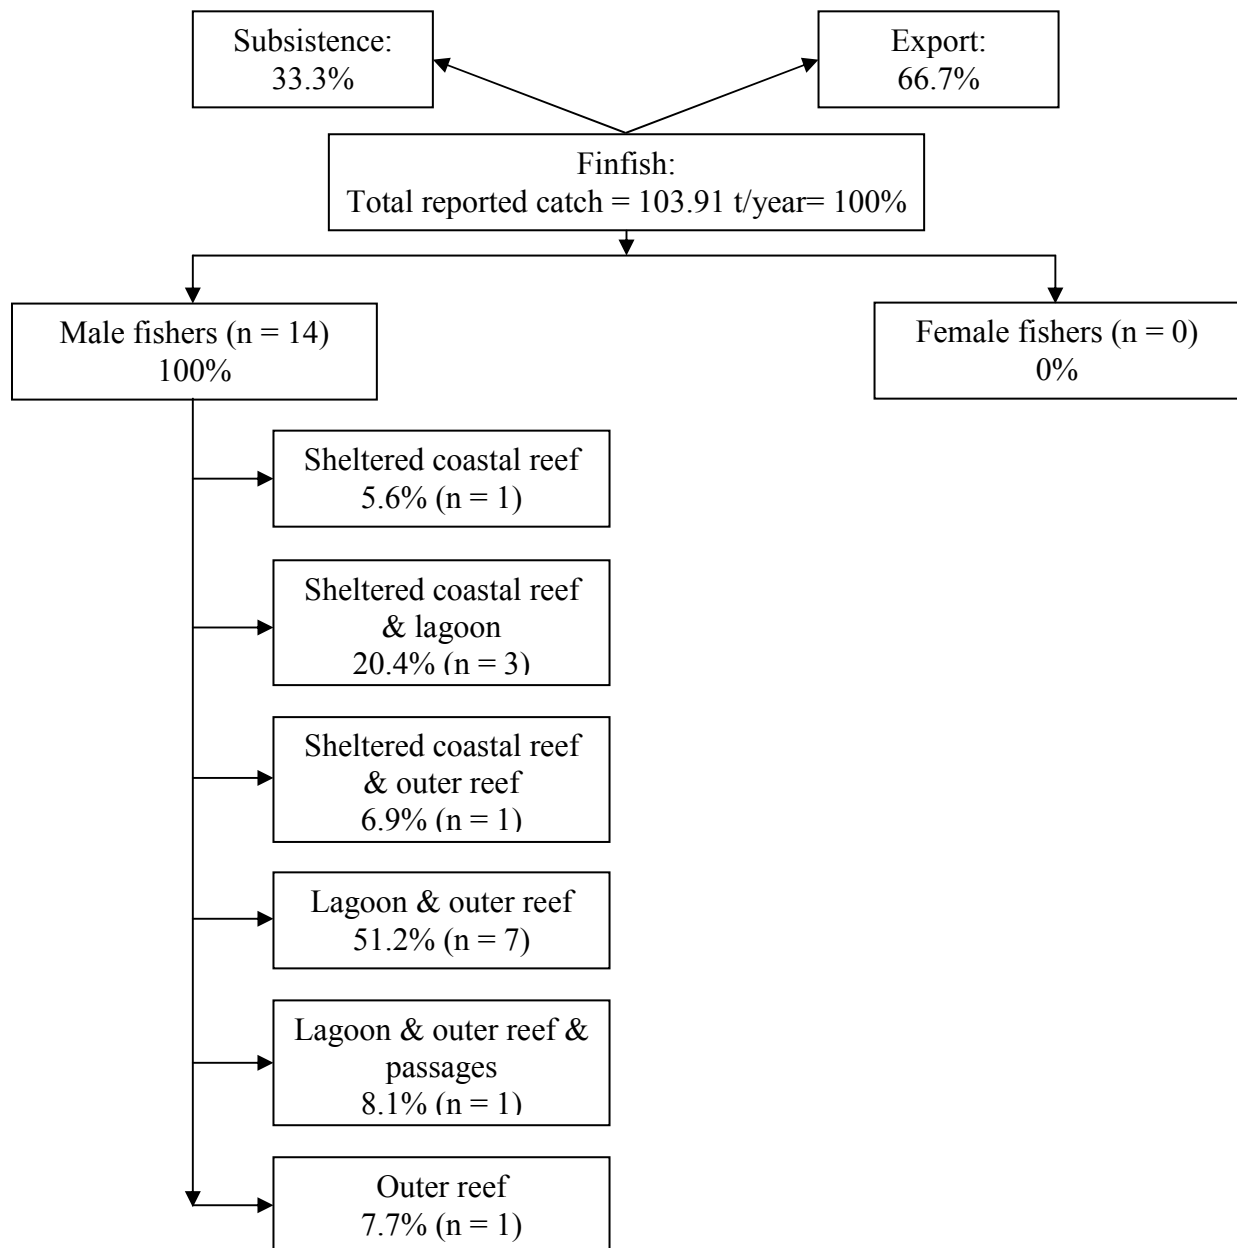 Subsistence:
33.3%
Export:
66.7%
Finfish:
Total reported catch = 103.91 t/year= 100%
Male fishers (n = 14)
100%
Female fishers (n = 0)
0%
Sheltered coastal reef
5.6% (n = 1)
Sheltered coastal reef
& lagoon
20.4% (n = 3)
Sheltered coastal reef
& outer reef
6.9% (n = 1)
Lagoon & outer reef
51.2% (n = 7)
Lagoon & outer reef &
passages
8.1% (n = 1)
Outer reef
7.7% (n = 1)